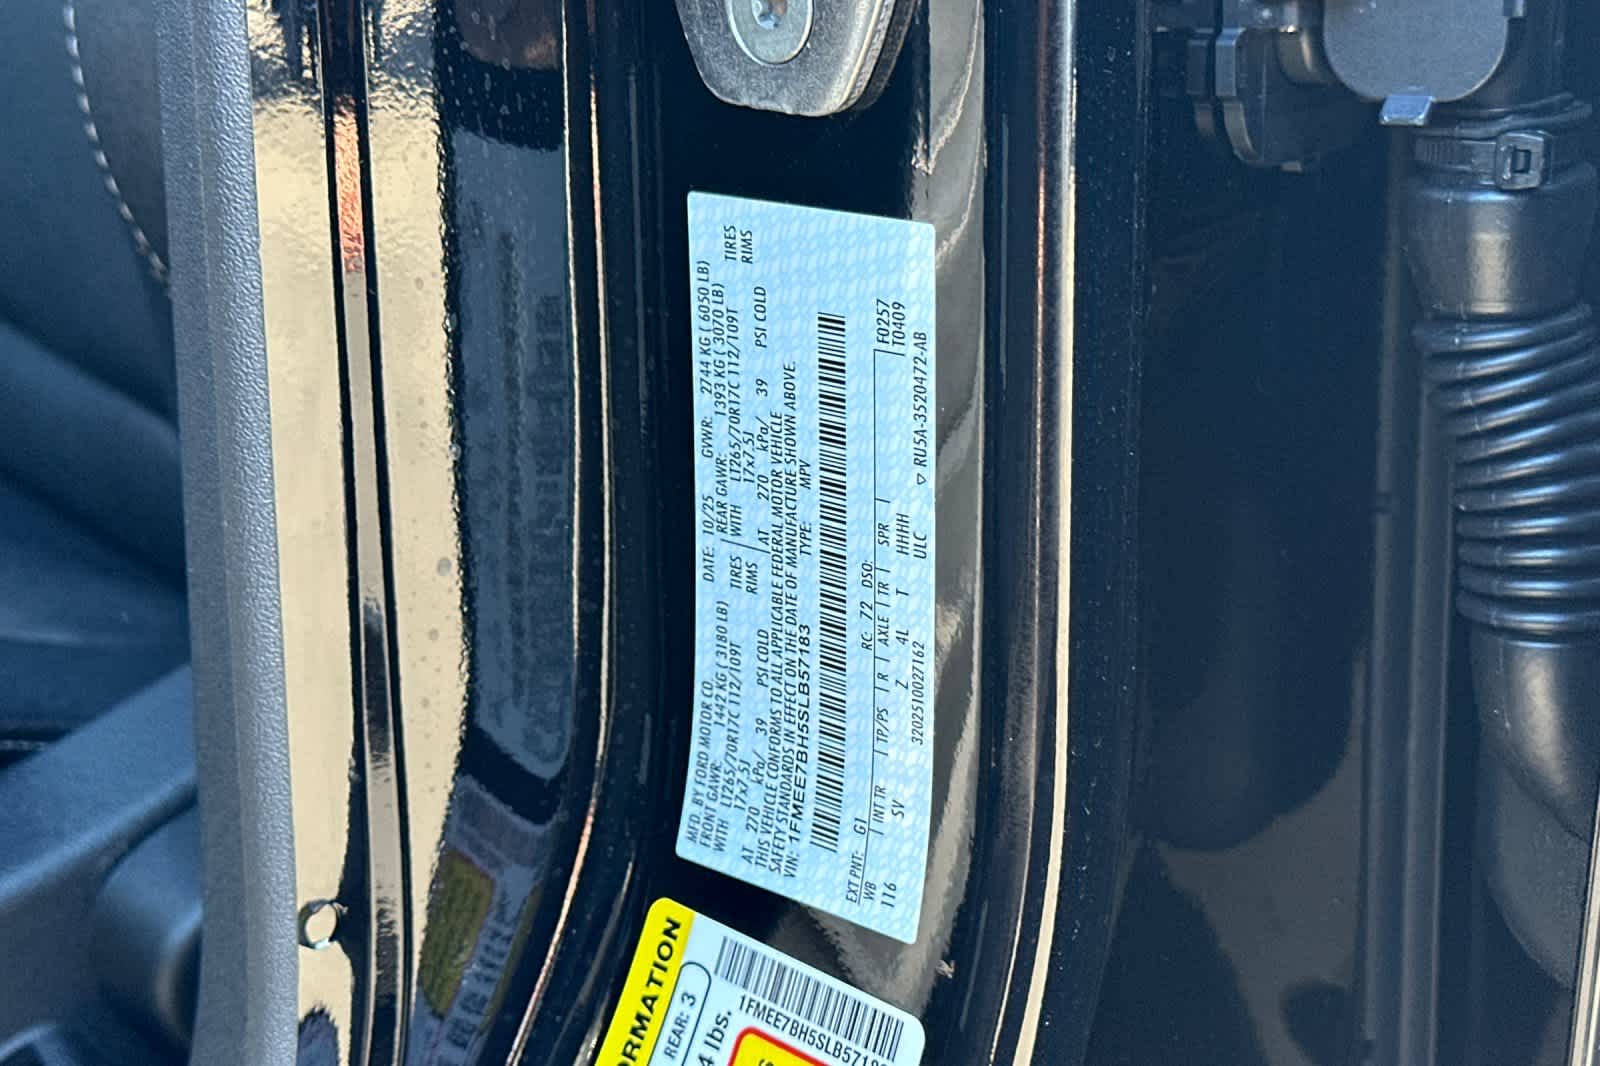 MFD. BY FORD MOTOR CO. DATE: 10/25 GVWR: 2744 KG ( 6050 LB)
FRONT GAWR: 1442 KG ( 3180 LB) REAR GAWR: 1393 KG ( 3070 LB)
WITH LT265/70R17C 112/109T TIRES WITH LT265/70R17C 112/109T TIRES
17x7.5J RIMS 17x7.5J RIMS
AT 270 kPa/ 39 PSI COLD AT 270 kPa/ 39 PSI COLD
THIS VEHICLE CONFORMS TO ALL APPLICABLE FEDERAL MOTOR VEHICLE
SAFETY STANDARDS IN EFFECT ON THE DATE OF MANUFACTURE SHOWN ABOVE.
VIN: 1FMEE7BH5SLB57183 TYPE: MPV
EXT PNT: G1 RC: 72 DSO: F0257
WB INT TR TP/PS R AXLE TR SPR T0409
116 SV Z 4L T HHHH
3202510027162 ULC ▽ RU5A-3520472-AB
ORMATION
REAR: 3
4 lbs.
1FMEE7BH5SLB5718